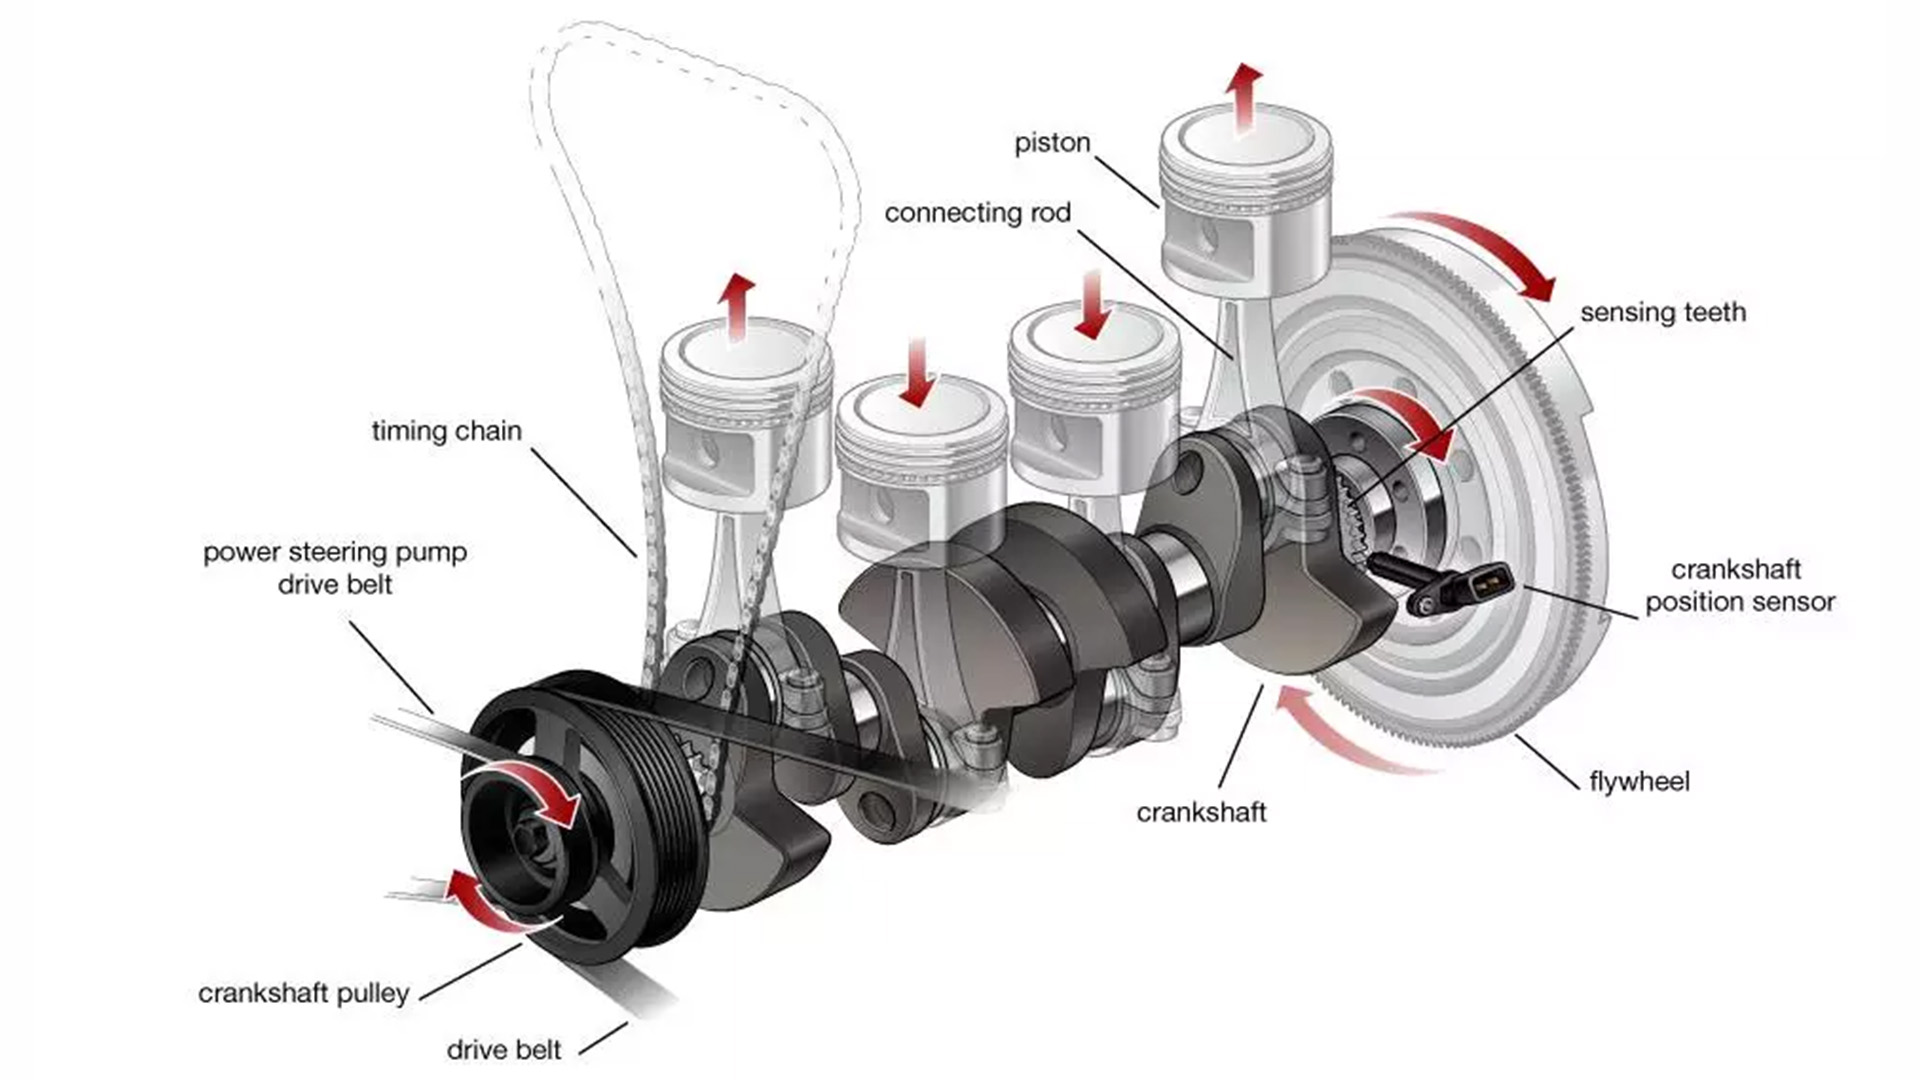 piston
connecting rod
sensing teeth
timing chain
power steering pump
drive belt
crankshaft
position sensor
flywheel
crankshaft
crankshaft pulley
drive belt